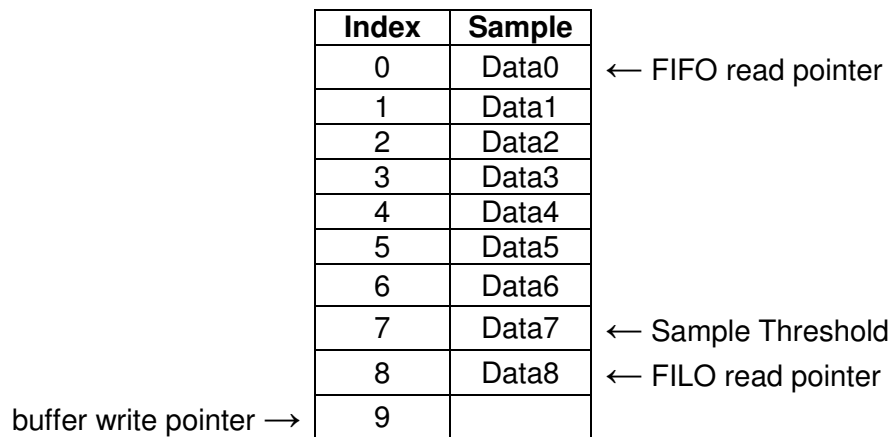 Index Sample
0 Data0 ← FIFO read pointer
1 Data1
2 Data2
3 Data3
4 Data4
5 Data5
6 Data6
7 Data7 ← Sample Threshold
8 Data8 ← FILO read pointer
buffer write pointer → 9